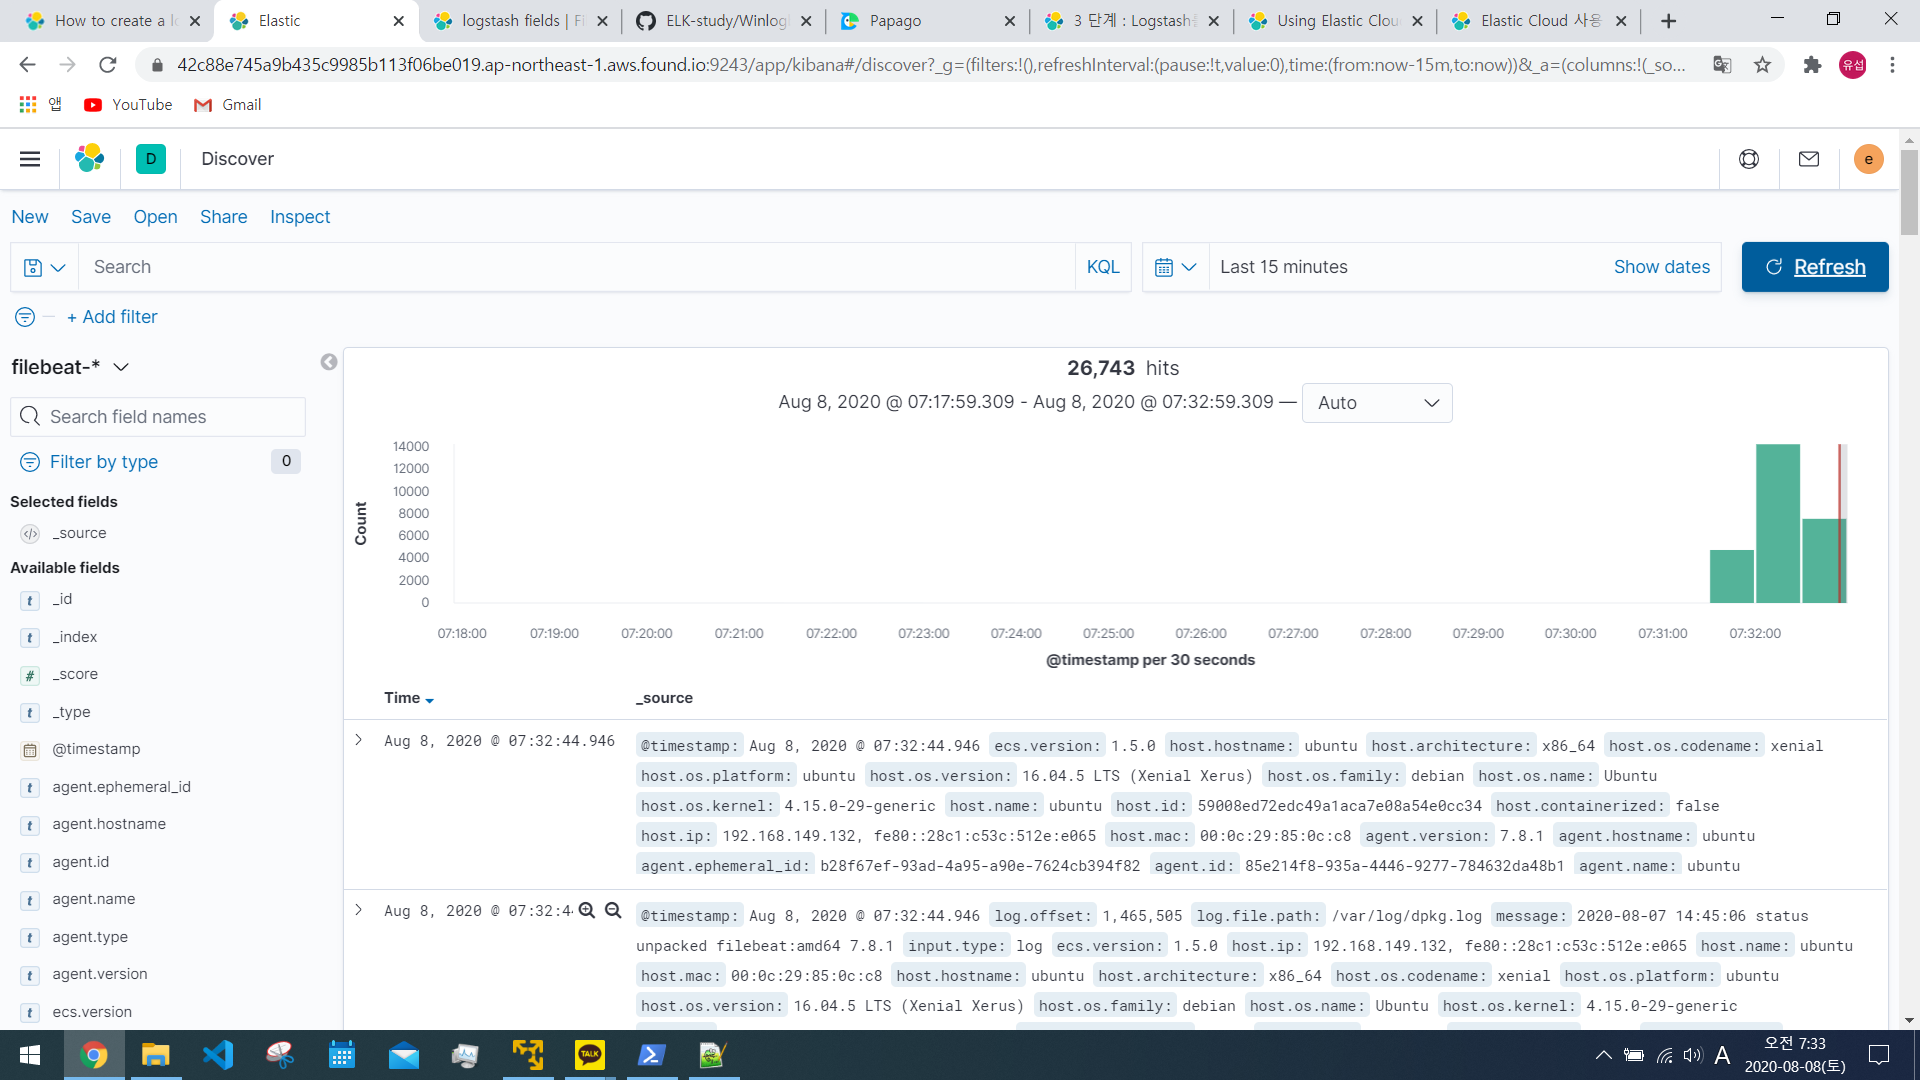 How to create a l
Elastic
logstash fields | Fi
ELK-study/Winlogl
Papago
3 단계 : Logstash를
Using Elastic Clou
Elastic Cloud 사용
42c88e745a9b435c9985b113f06be019.ap-northeast-1.aws.found.io:9243/app/kibana#/discover?_g=(filters:!(),refreshInterval:(pause:!t,value:0),time:(from:now-15m,to:now))&_a=(columns:!(_so...
유섭
앱
YouTube
Gmail
D
Discover
e
New Save Open Share Inspect
Search
KQL
Last 15 minutes
Show dates
Refresh
+ Add filter
filebeat-*
Search field names
Filter by type
0
Selected fields
_source
Available fields
t _id
t _index
# _score
t _type
@timestamp
t agent.ephemeral_id
t agent.hostname
t agent.id
t agent.name
t agent.type
t agent.version
t ecs.version
26,743 hits
Aug 8, 2020 @ 07:17:59.309 - Aug 8, 2020 @ 07:32:59.309 —
Auto
Count
14000
12000
10000
8000
6000
4000
2000
0
07:18:00 07:19:00 07:20:00 07:21:00 07:22:00 07:23:00 07:24:00 07:25:00 07:26:00 07:27:00 07:28:00 07:29:00 07:30:00 07:31:00 07:32:00
@timestamp per 30 seconds
Time
_source
Aug 8, 2020 @ 07:32:44.946
@timestamp: Aug 8, 2020 @ 07:32:44.946 ecs.version: 1.5.0 host.hostname: ubuntu host.architecture: x86_64 host.os.codename: xenial
host.os.platform: ubuntu host.os.version: 16.04.5 LTS (Xenial Xerus) host.os.family: debian host.os.name: Ubuntu
host.os.kernel: 4.15.0-29-generic host.name: ubuntu host.id: 59008ed72edc49a1aca7e08a54e0cc34 host.containerized: false
host.ip: 192.168.149.132, fe80::28c1:c53c:512e:e065 host.mac: 00:0c:29:85:0c:c8 agent.version: 7.8.1 agent.hostname: ubuntu
agent.ephemeral_id: b28f67ef-93ad-4a95-a90e-7624cb394f82 agent.id: 85e214f8-935a-4446-9277-784632da48b1 agent.name: ubuntu
Aug 8, 2020 @ 07:32:4
@timestamp: Aug 8, 2020 @ 07:32:44.946 log.offset: 1,465,505 log.file.path: /var/log/dpkg.log message: 2020-08-07 14:45:06 status
unpacked filebeat:amd64 7.8.1 input.type: log ecs.version: 1.5.0 host.ip: 192.168.149.132, fe80::28c1:c53c:512e:e065 host.name: ubuntu
host.mac: 00:0c:29:85:0c:c8 host.hostname: ubuntu host.architecture: x86_64 host.os.codename: xenial host.os.platform: ubuntu
host.os.version: 16.04.5 LTS (Xenial Xerus) host.os.family: debian host.os.name: Ubuntu host.os.kernel: 4.15.0-29-generic
TALK
A
오전 7:33
2020-08-08(토)